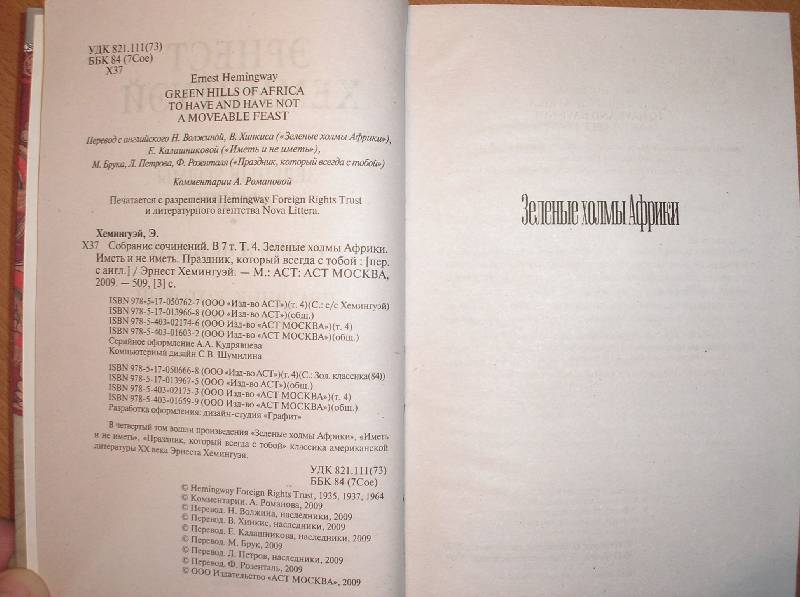 УДК 821.111(73)
ББК 84 (7Сое)
Х37
Ernest Hemingway
GREEN HILLS OF AFRICA
TO HAVE AND HAVE NOT
A MOVEABLE FEAST
Перевод с английского Н. Волжиной, В. Хинкиса («Зеленые холмы Африки»),
Е. Калашниковой («Иметь и не иметь»),
М. Брука, Л. Петрова, Ф. Розенталя («Праздник, который всегда с тобой»)
Комментарии А. Романовой
Печатается с разрешения Hemingway Foreign Rights Trust
и литературного агентства Nova Littera.
Хемингуэй, Э.
Х37 Собрание сочинений. В 7 т. Т. 4. Зеленые холмы Африки.
Иметь и не иметь. Праздник, который всегда с тобой : [пер.
с англ.] / Эрнест Хемингуэй. — М.: АСТ: АСТ МОСКВА,
2009. — 509, [3] с.
ISBN 978-5-17-050762-7 (ООО «Изд-во АСТ»)(т. 4)(С.: с/с Хемингуэй)
ISBN 978-5-17-013966-8 (ООО «Изд-во АСТ»)(общ.)
ISBN 978-5-403-02174-6 (ООО Изд-во «АСТ МОСКВА»)(т. 4)
ISBN 978-5-403-01603-2 (ООО Изд-во «АСТ МОСКВА»)(общ.)
Серийное оформление А.А. Кудрявцева
Компьютерный дизайн С.В. Шумилина
ISBN 978-5-17-050666-8 (ООО «Изд-во АСТ»)(т. 4)(С.: Зол. классика(84))
ISBN 978-5-17-013967-5 (ООО «Изд-во АСТ»)(общ.)
ISBN 978-5-403-02175-3 (ООО Изд-во «АСТ МОСКВА»)(т. 4)
ISBN 978-5-403-01659-9 (ООО Изд-во «АСТ МОСКВА»)(общ.)
Разработка оформления: дизайн-студия «Графит»
В четвертый том вошли произведения «Зеленые холмы Африки», «Иметь
и не иметь», «Праздник, который всегда с тобой» классика американской
литературы XX века Эрнеста Хемингуэя.
УДК 821.111(73)
ББК 84 (7Сое)
© Hemingway Foreign Rights Trust, 1935, 1937, 1964
© Комментарии. А. Романова, 2009
© Перевод. Н. Волжина, наследники, 2009
© Перевод. В. Хинкис, наследники, 2009
© Перевод. Е. Калашникова, наследники, 2009
© Перевод. М. Брук, 2009
© Перевод. Л. Петров, наследники, 2009
© Перевод. Ф. Розенталь, 2009
© ООО Издательство «АСТ МОСКВА», 2009
Зеленые холмы Африки